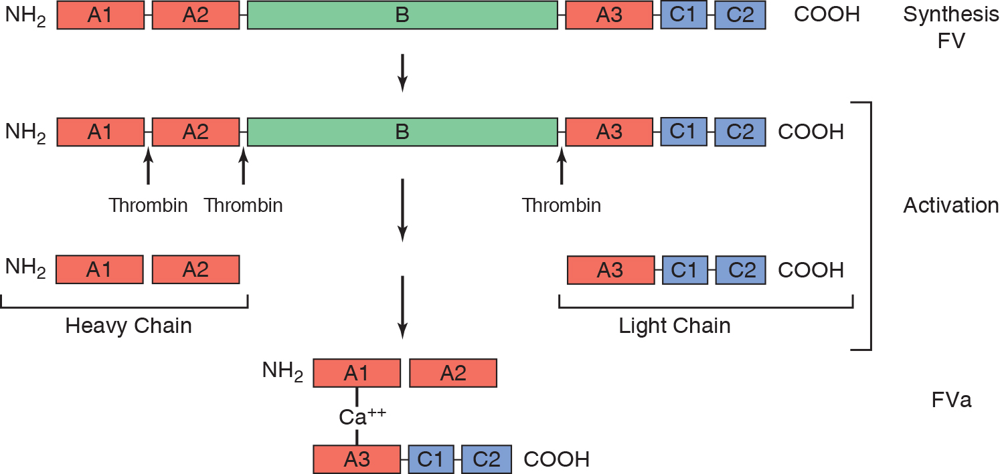 NH2 A1 A2 B A3 C1 C2 COOH Synthesis
FV
NH2 A1 A2 B A3 C1 C2 COOH
Thrombin Thrombin Thrombin Activation
NH2 A1 A2 A3 C1 C2 COOH
Heavy Chain Light Chain
NH2 A1 A2
FVa
Ca++
A3 C1 C2 COOH